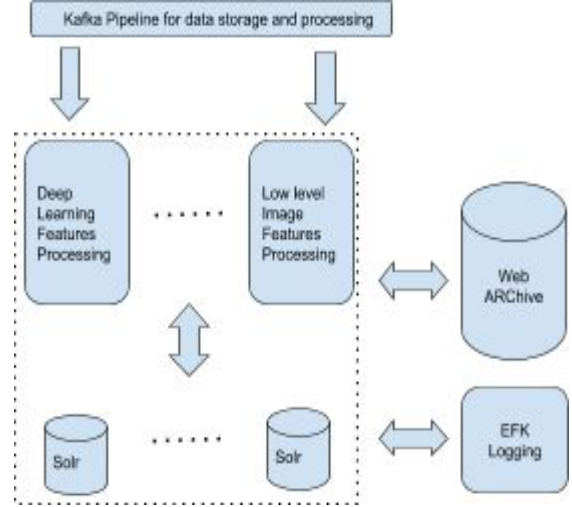 Kafka Pipeline for data storage and processing
Deep
Learning
Features
Processing
Low level
Image
Features
Processing
Web
ARChive
Solr
Solr
EFK
Logging